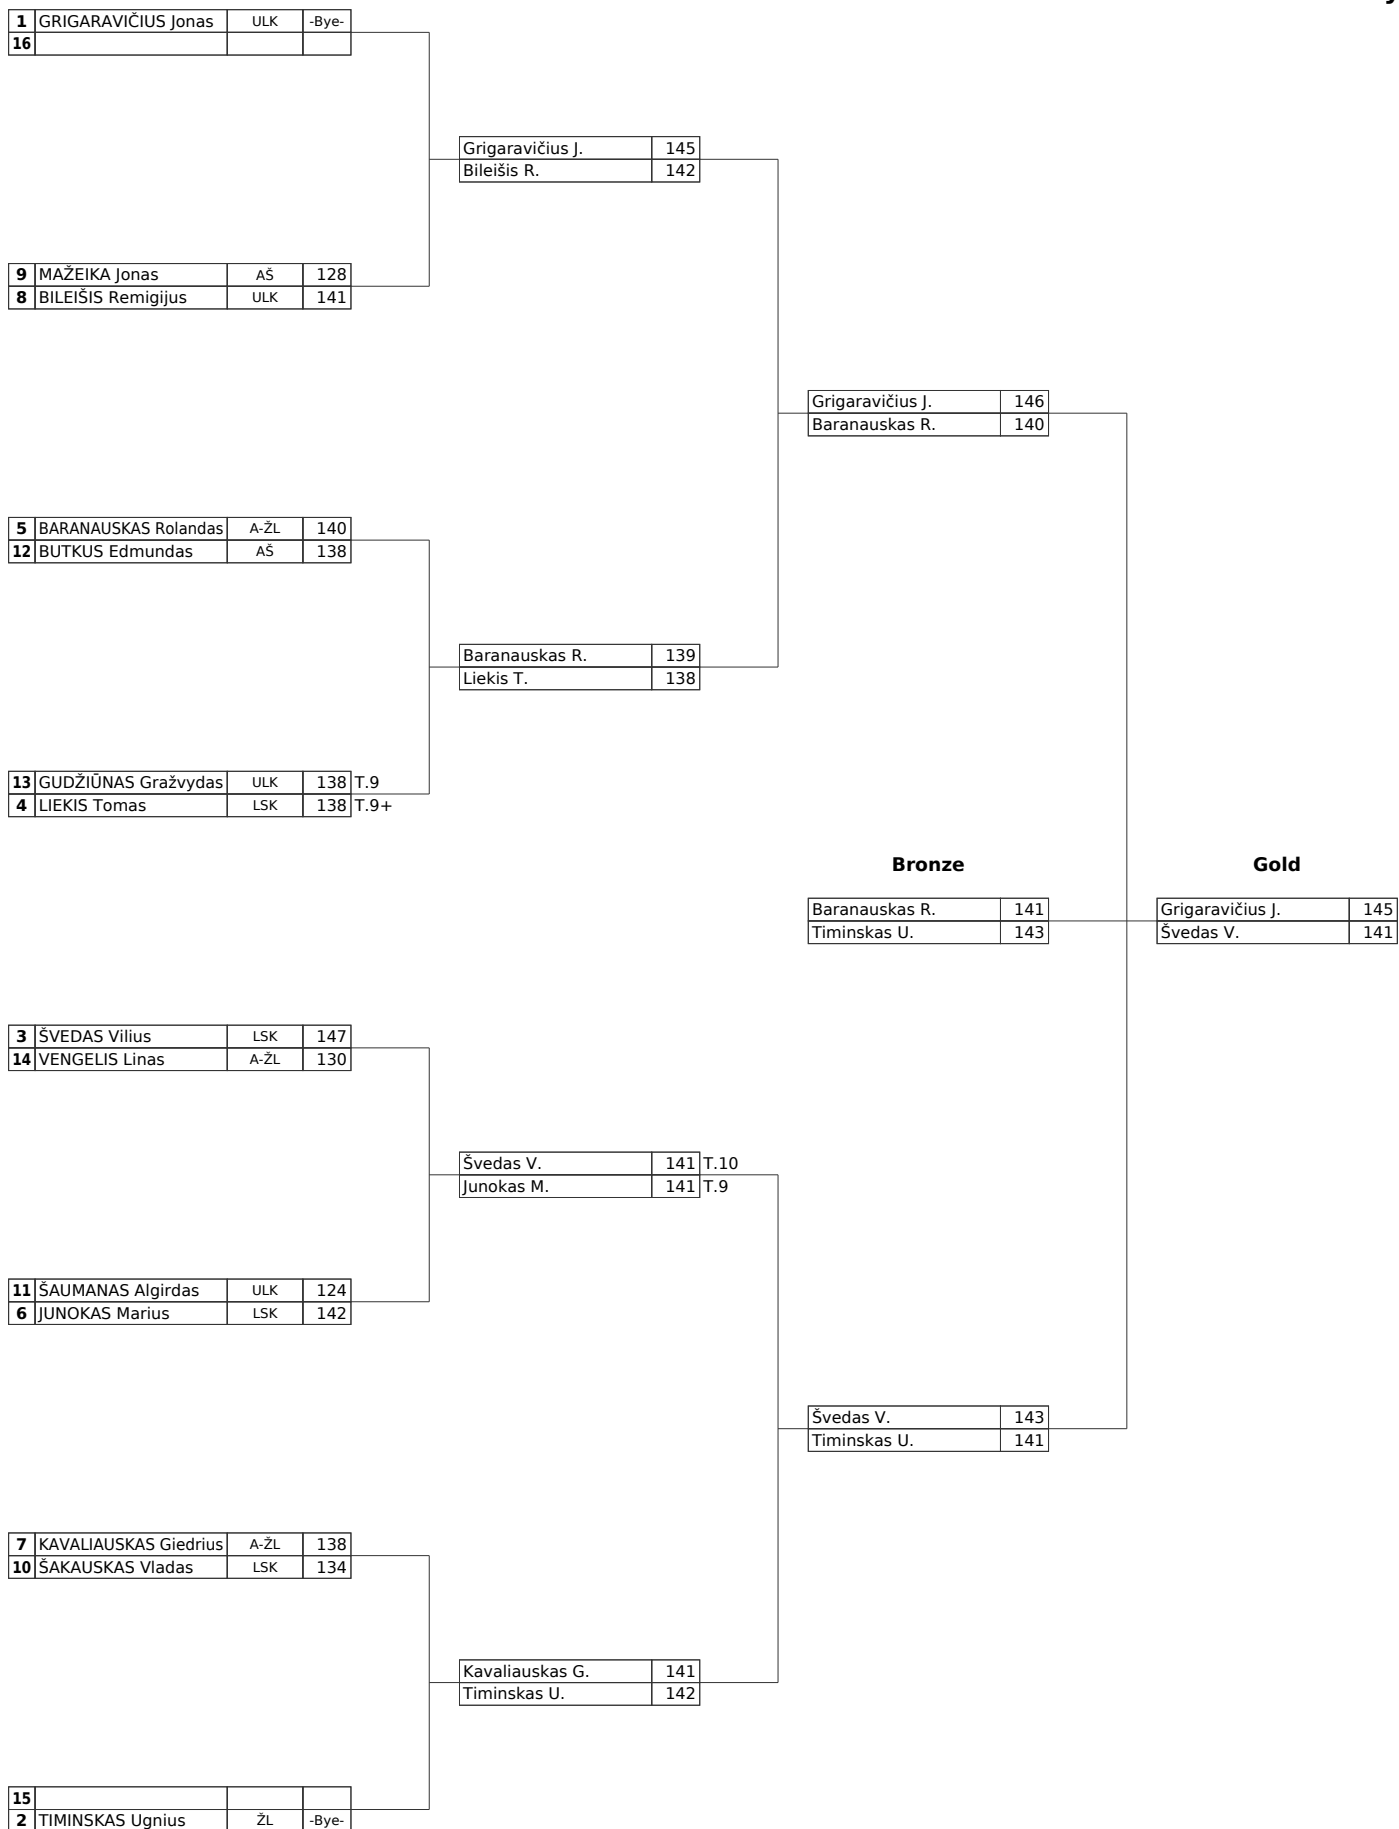 1 GRIGARAVIČIUS Jonas ULK -Bye-
16
Grigaravičius J. 145
Bileišis R. 142
9 MAŽEIKA Jonas AŠ 128
8 BILEIŠIS Remigijus ULK 141
Grigaravičius J. 146
Baranauskas R. 140
5 BARANAUSKAS Rolandas A-ŽL 140
12 BUTKUS Edmundas AŠ 138
Baranauskas R. 139
Liekis T. 138
13 GUDŽIŪNAS Gražvydas ULK 138 T.9
4 LIEKIS Tomas LSK 138 T.9+
Bronze Gold
Baranauskas R. 141 Grigaravičius J. 145
Timinskas U. 143 Švedas V. 141
3 ŠVEDAS Vilius LSK 147
14 VENGELIS Linas A-ŽL 130
Švedas V. 141 T.10
Junokas M. 141 T.9
11 ŠAUMANAS Algirdas ULK 124
6 JUNOKAS Marius LSK 142
Švedas V. 143
Timinskas U. 141
7 KAVALIAUSKAS Giedrius A-ŽL 138
10 ŠAKAUSKAS Vladas LSK 134
Kavaliauskas G. 141
Timinskas U. 142
15
2 TIMINSKAS Ugnius ŽL -Bye-